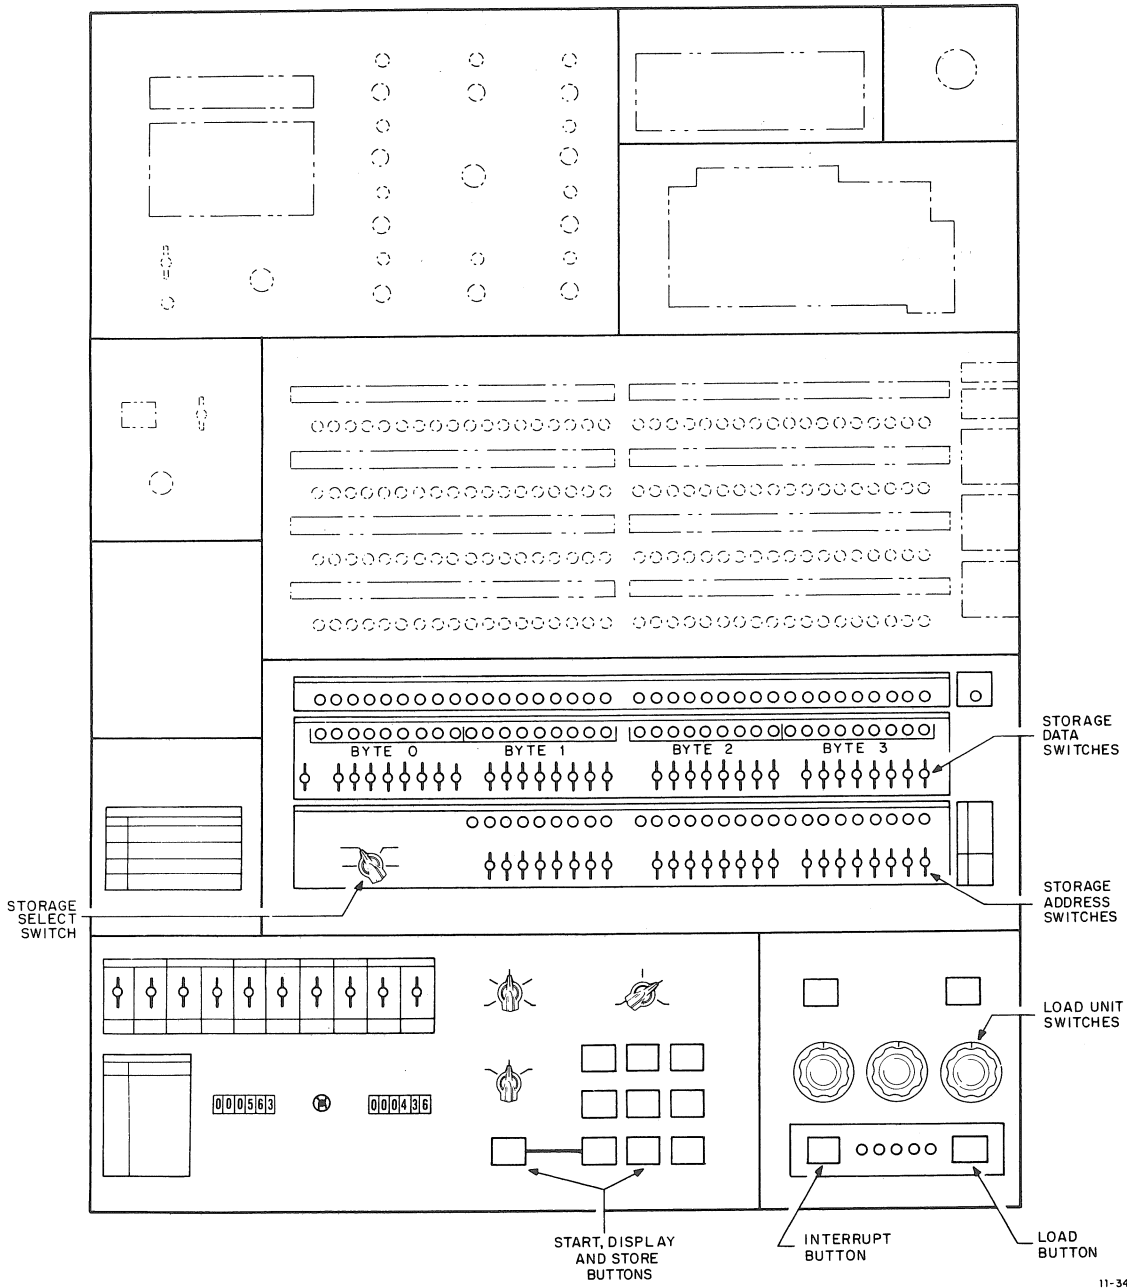 BYTE 0
BYTE 1
BYTE 2
BYTE 3
STORAGE
DATA
SWITCHES
STORAGE
SELECT
SWITCH
STORAGE
ADDRESS
SWITCHES
LOAD UNIT
SWITCHES
000563
000436
START, DISPLAY
AND STORE
BUTTONS
INTERRUPT
BUTTON
LOAD
BUTTON
11-34